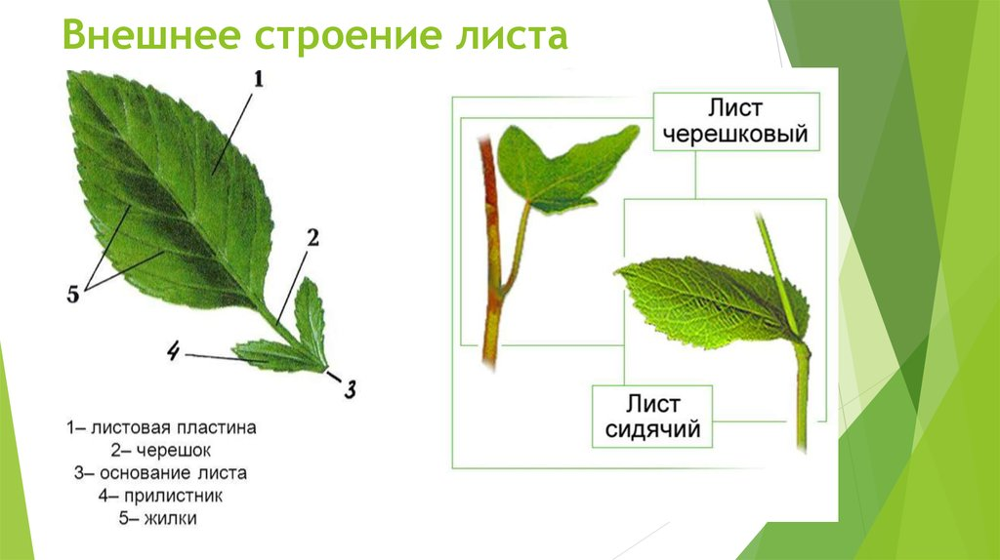 Внешнее строение листа
1
2
5
4
3
1– листовая пластина
2– черешок
3– основание листа
4– прилистник
5– жилки
Лист
черешковый
Лист
сидячий